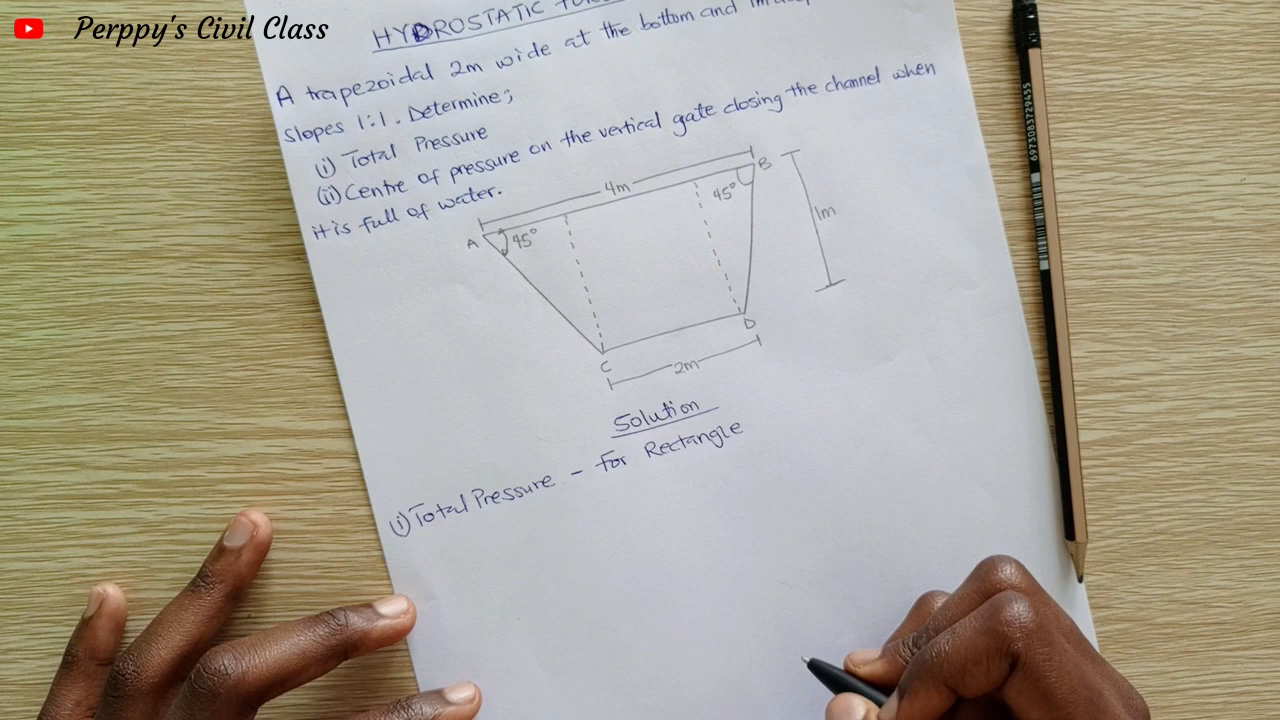 Perppy's Civil Class
HYDROSTATIC
A trapezoidal 2m wide at the bottom and
Slopes 1:1. Determine;
(i) Total Pressure
(ii) Centre of pressure on the vertical gate closing the channel when
it is full of water.
4m
A
B
45°
45°
1m
C
D
2m
Solution
(i) Total Pressure - for Rectangle
6973083729455